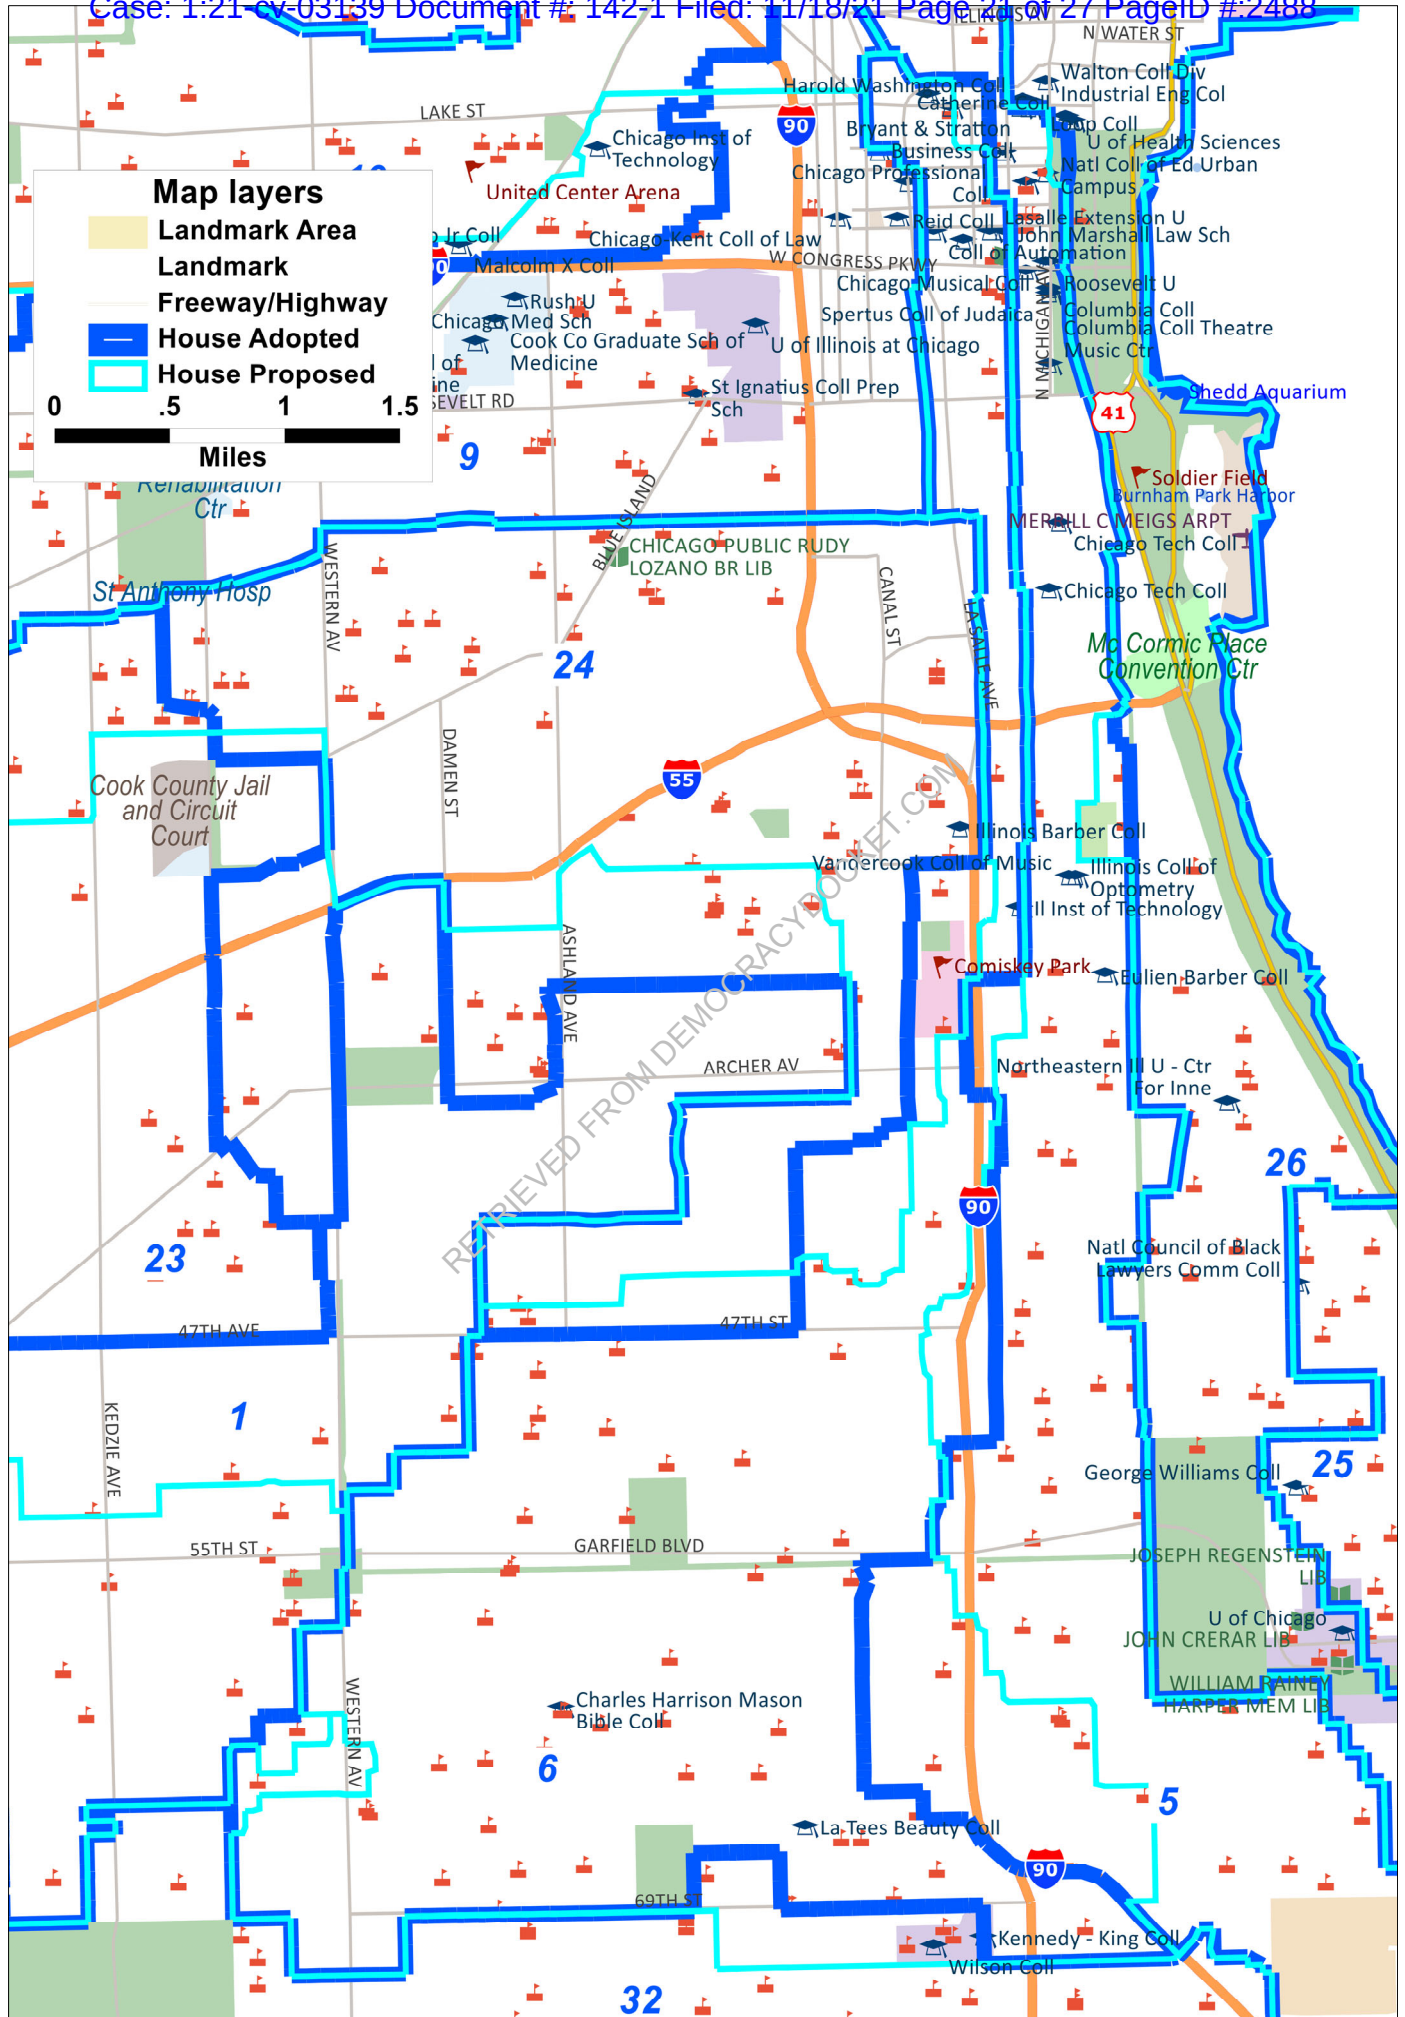 Case: 1:21-cv-03139 Document #: 142-1 Filed: 11/18/21 Page 21 of 27 PageID #:2488
ILLINOIS AV
N WATER ST
Walton Coll Div
Industrial Eng Col
Harold Washington Coll
Catherine Coll
LAKE ST
90
Loop Coll
Bryant & Stratton
Business Coll
U of Health Sciences
Chicago Inst of
Technology
Natl Coll of Ed Urban
Campus
Chicago Professional
Coll
United Center Arena
Map layers
Landmark Area
Landmark
Freeway/Highway
House Adopted
House Proposed
0 .5 1 1.5
Miles
Reid Coll
Lasalle Extension U
John Marshall Law Sch
Jr Coll
Chicago-Kent Coll of Law
Coll of Automation
W CONGRESS PKWY
Malcolm X Coll
Chicago Musical Coll
Roosevelt U
Rush U
Columbia Coll
Spertus Coll of Judaica
Chicago Med Sch
Columbia Coll Theatre
Cook Co Graduate Sch of
Medicine
U of Illinois at Chicago
Music Ctr
N MICHIGAN AV
l of
ine
St Ignatius Coll Prep
Sch
SEVELT RD
Shedd Aquarium
41
9
Soldier Field
Burnham Park Harbor
Rehabilitation
Ctr
BLUE ISLAND
MERRILL C MEIGS ARPT
Chicago Tech Coll
CHICAGO PUBLIC RUDY
LOZANO BR LIB
WESTERN AV
CANAL ST
LA SALLE AVE
St Anthony Hosp
Chicago Tech Coll
24
Mc Cormic Place
Convention Ctr
DAMEN ST
55
Cook County Jail
and Circuit
Court
Illinois Barber Coll
Vandercook Coll of Music
Illinois Coll of
Optometry
Ill Inst of Technology
ASHLAND AVE
Comiskey Park
Eulien Barber Coll
RETRIEVED FROM DEMOCRACYDOCKET.COM
ARCHER AV
Northeastern Ill U - Ctr
For Inne
26
90
23
Natl Council of Black
Lawyers Comm Coll
47TH AVE
47TH ST
1
KEDZIE AVE
George Williams Coll
25
55TH ST
GARFIELD BLVD
JOSEPH REGENSTEIN
LIB
U of Chicago
JOHN CRERAR LIB
WILLIAM RAINEY
HARPER MEM LIB
WESTERN AV
Charles Harrison Mason
Bible Coll
6
5
La Tees Beauty Coll
90
69TH ST
Kennedy - King Coll
Wilson Coll
32